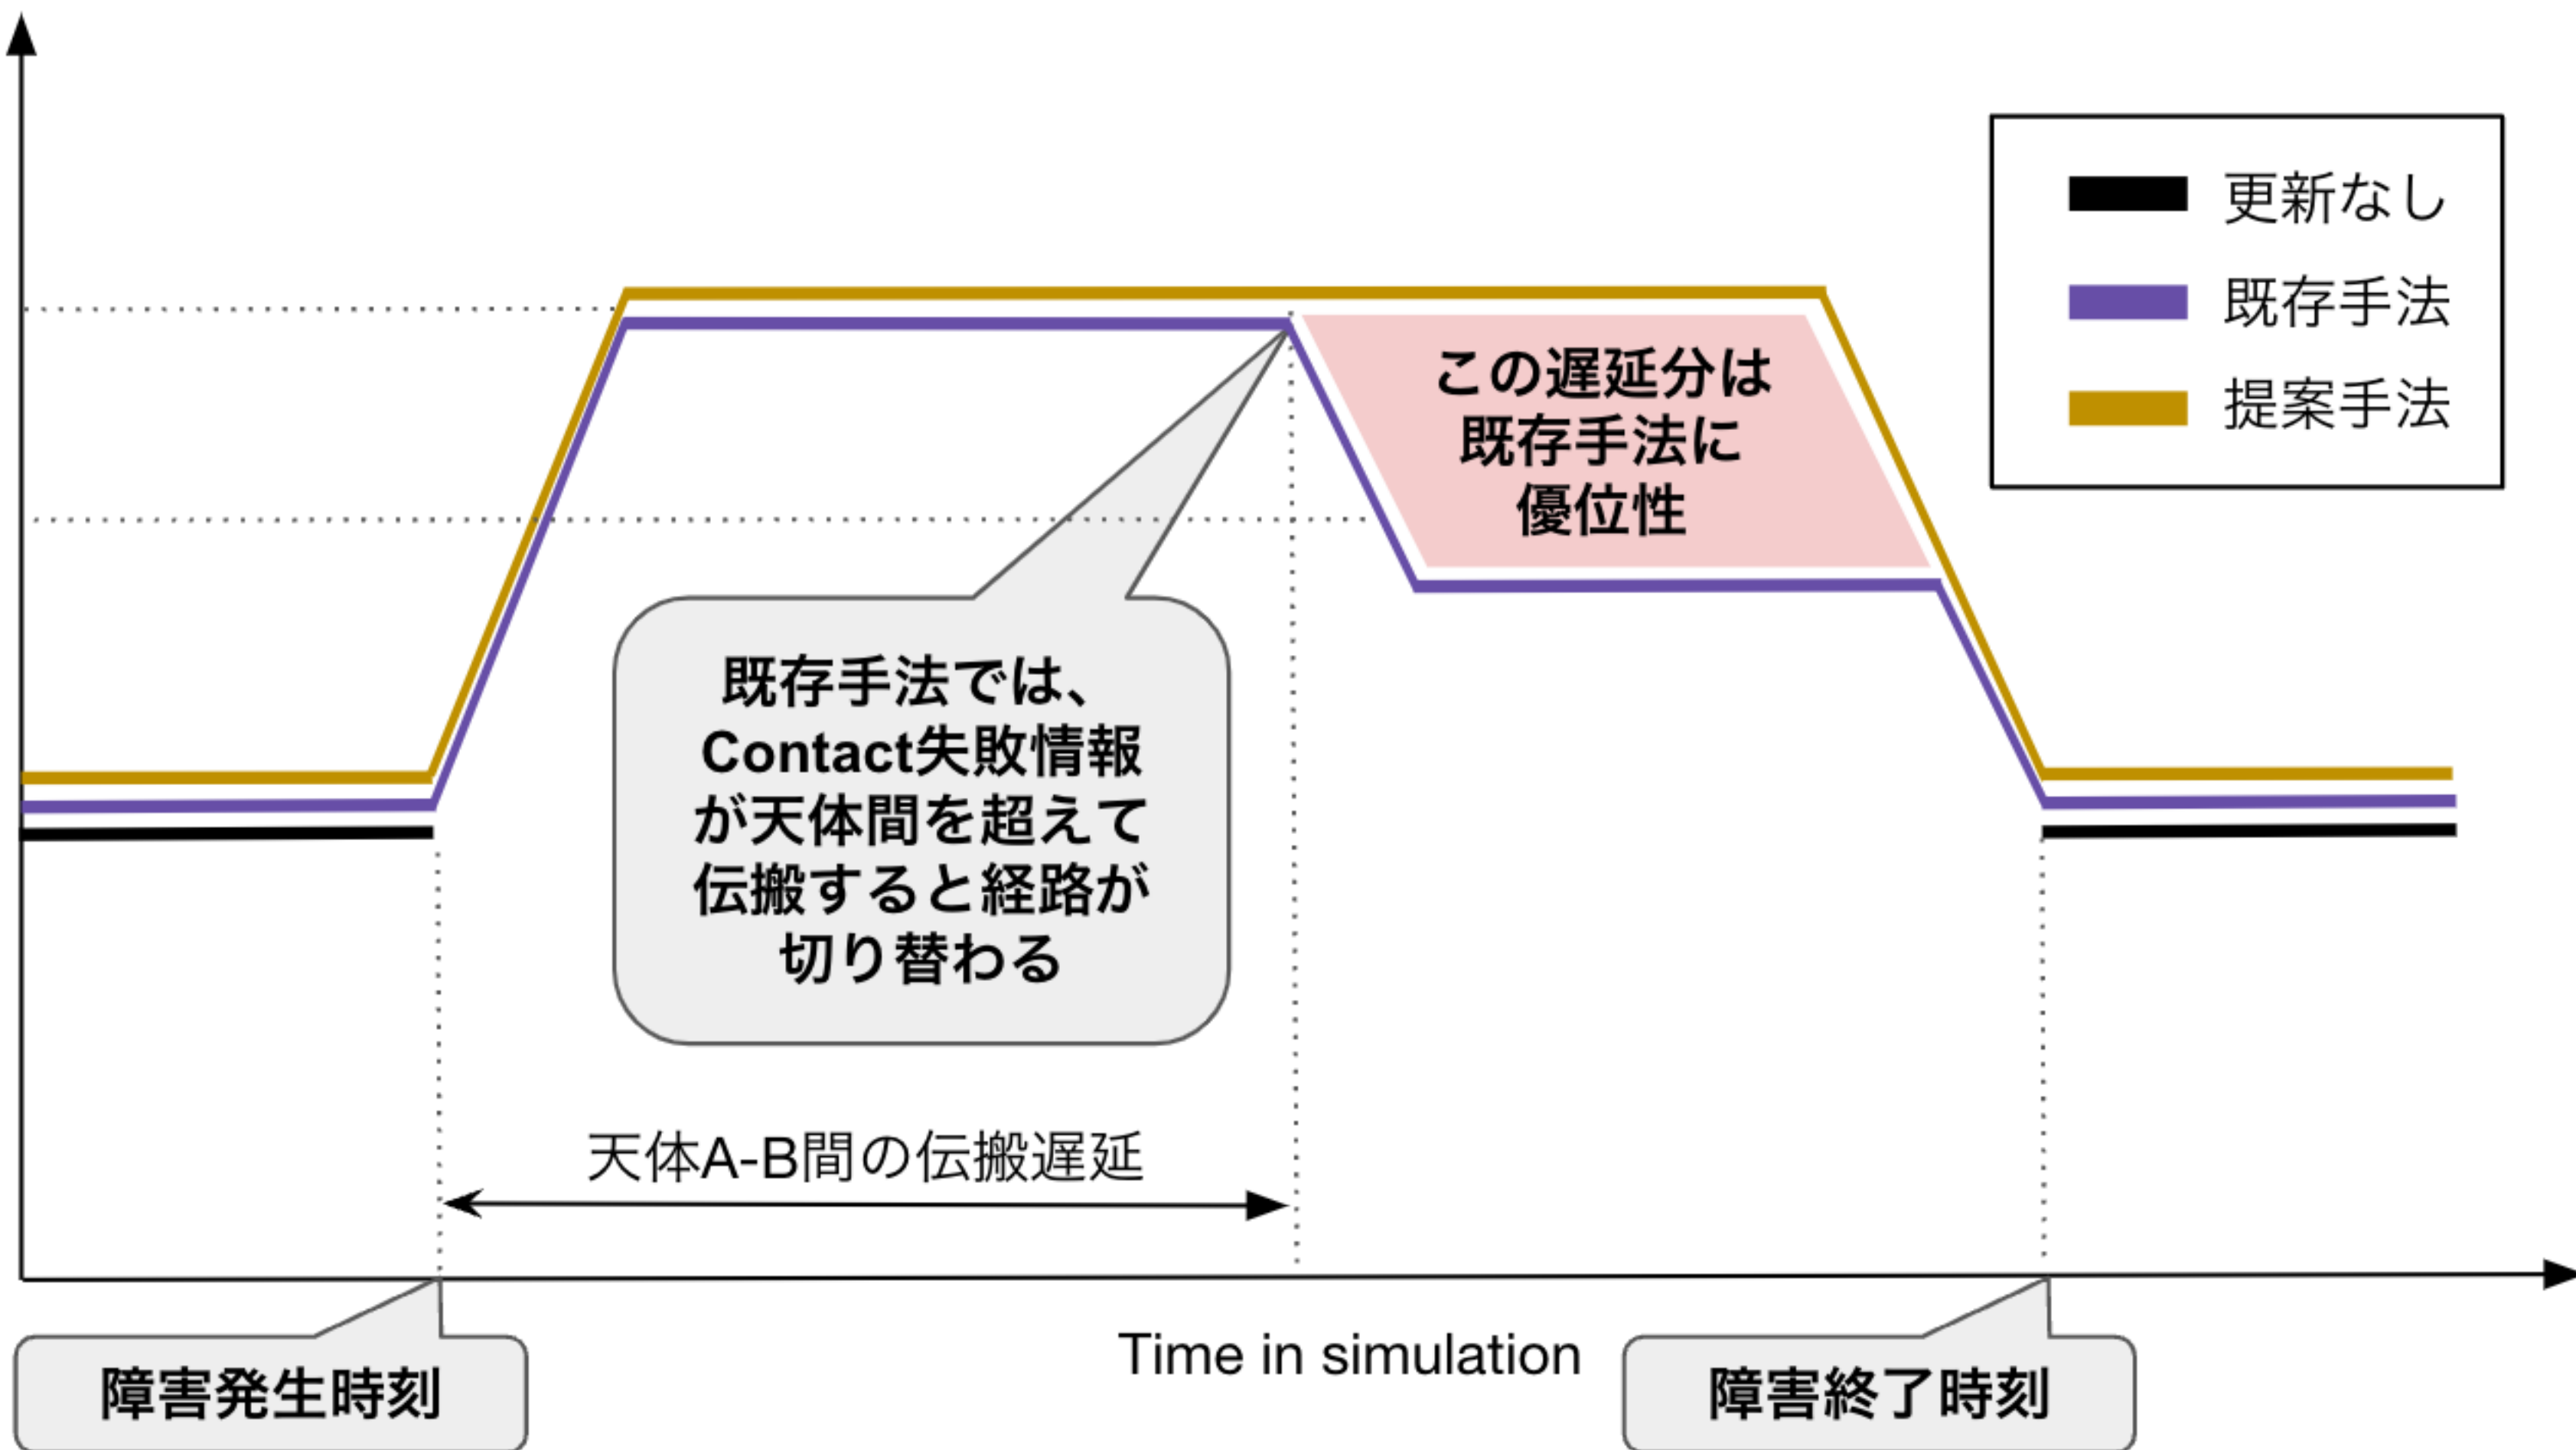 更新なし
既存手法
提案手法
この遅延分は
既存手法に
優位性
既存手法では、
Contact失敗情報
が天体間を超えて
伝搬すると経路が
切り替わる
天体A-B間の伝搬遅延
Time in simulation
障害発生時刻
障害終了時刻